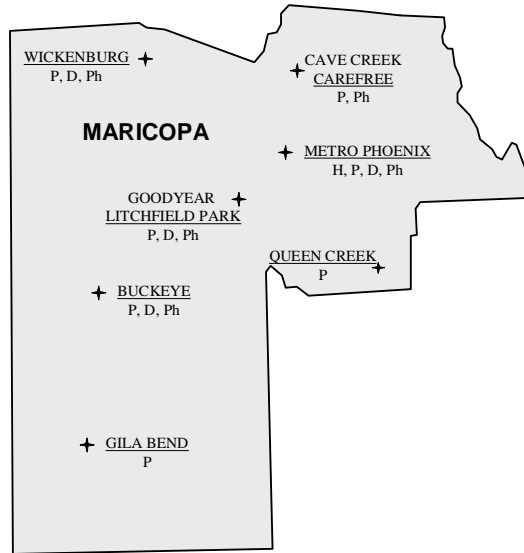 WICKENBURG
P, D, Ph
CAVE CREEK
CAREFREE
P, Ph
MARICOPA
METRO PHOENIX
H, P, D, Ph
GOODYEAR
LITCHFIELD PARK
P, D, Ph
QUEEN CREEK
P
BUCKEYE
P, D, Ph
GILA BEND
P